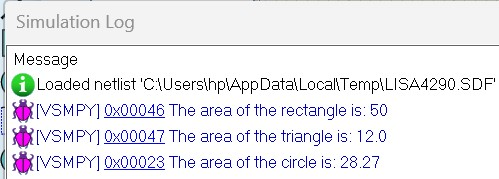 Simulation Log
Message
Loaded netlist 'C:\Users\hp\AppData\Local\Temp\LISA4290.SDF'
[VSMPY] 0x00046 The area of the rectangle is: 50
[VSMPY] 0x00047 The area of the triangle is: 12.0
[VSMPY] 0x00023 The area of the circle is: 28.27